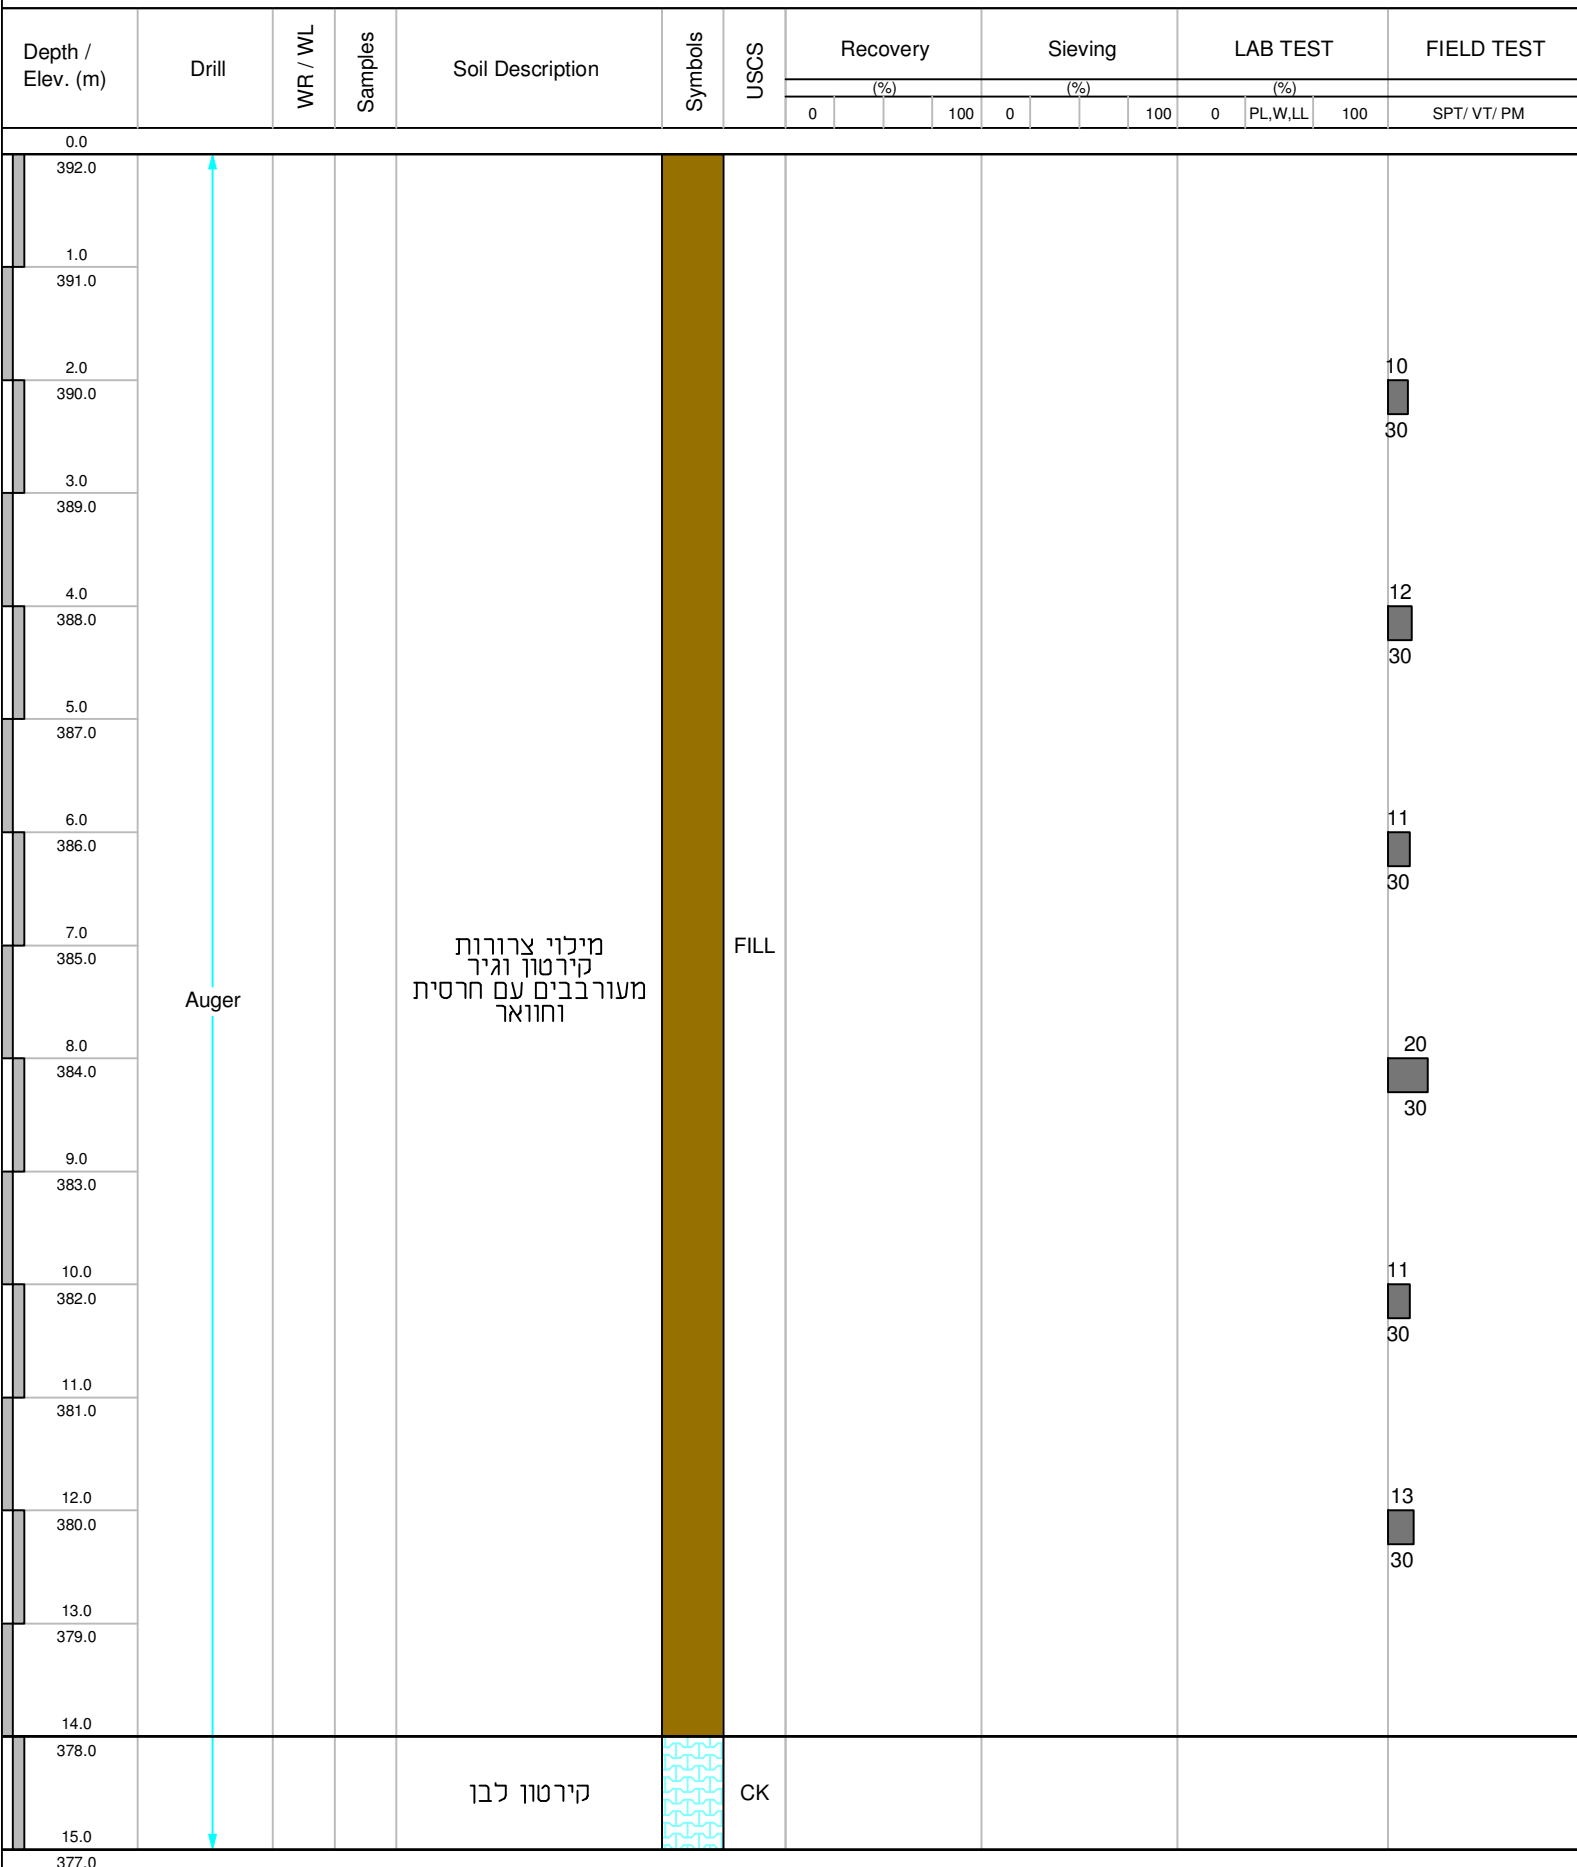 Depth /
Elev. (m)
Drill
WR / WL
Samples
Soil Description
Symbols
USCS
Recovery
Sieving
LAB TEST
FIELD TEST
(%)
(%)
(%)
0
100
0
100
0
PL,W,LL
100
SPT/ VT/ PM
0.0
392.0
1.0
391.0
2.0
10
390.0
30
3.0
389.0
4.0
12
388.0
30
5.0
387.0
6.0
11
386.0
30
7.0
385.0
מילוי צרורות
קירטון וגיר
מעורבבים עם חרסית
וחוואר
FILL
Auger
8.0
20
384.0
30
9.0
383.0
10.0
11
382.0
30
11.0
381.0
12.0
13
380.0
30
13.0
379.0
14.0
378.0
קירטון לבן
CK
15.0
377.0